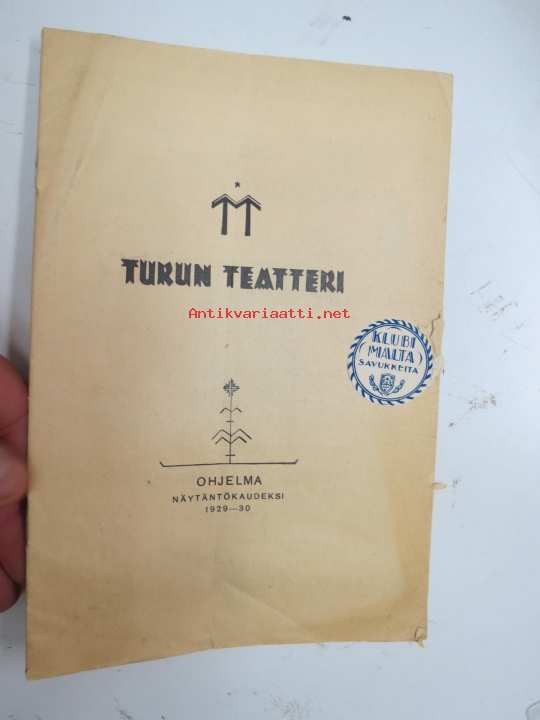 TURUN TEATTERI
Antikvariaatti.net
KLUBI
MALTA
SAVUKKEITA
OHJELMA
NÄYTÄNTÖKAUDEKSI
1929—30